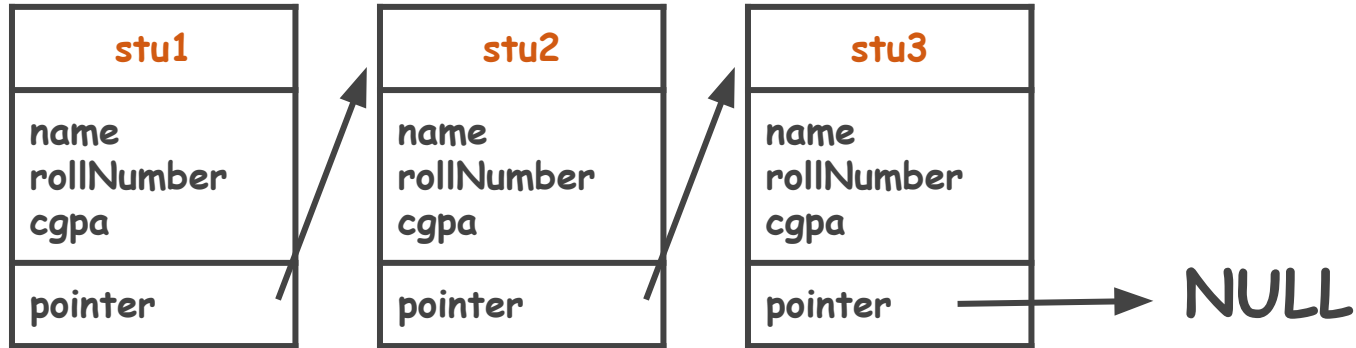 stu1
name
rollNumber
cgpa
pointer
stu2
name
rollNumber
cgpa
pointer
stu3
name
rollNumber
cgpa
pointer
NULL